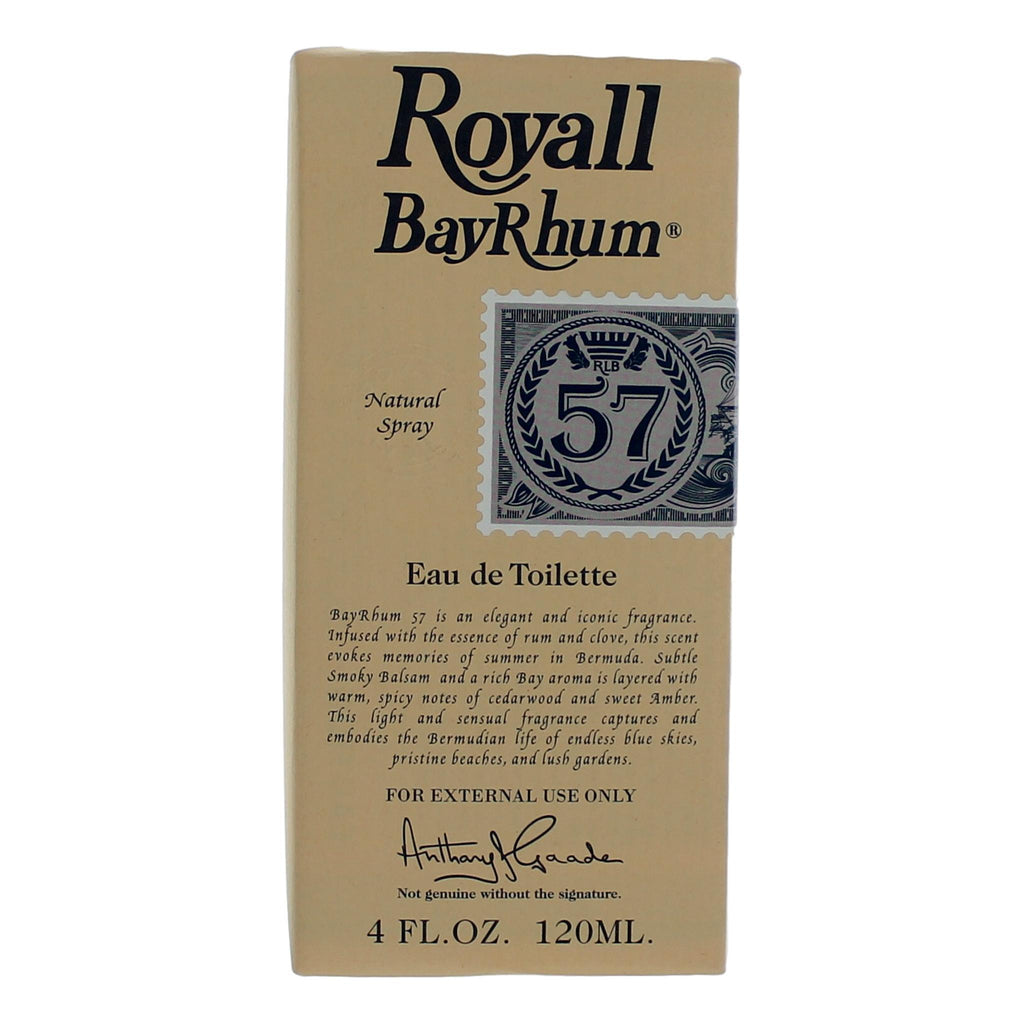 Royall
BayRhum®
RLB
57
Natural
Spray
Eau de Toilette
BayRhum 57 is an elegant and iconic fragrance.
Infused with the essence of rum and clove, this scent
evokes memories of summer in Bermuda. Subtle
Smoky Balsam and a rich Bay aroma is layered with
warm, spicy notes of cedarwood and sweet Amber.
This light and sensual fragrance captures and
embodies the Bermudian life of endless blue skies,
pristine beaches, and lush gardens.
FOR EXTERNAL USE ONLY
Anthony J Gaade
Not genuine without the signature.
4 FL.OZ. 120ML.